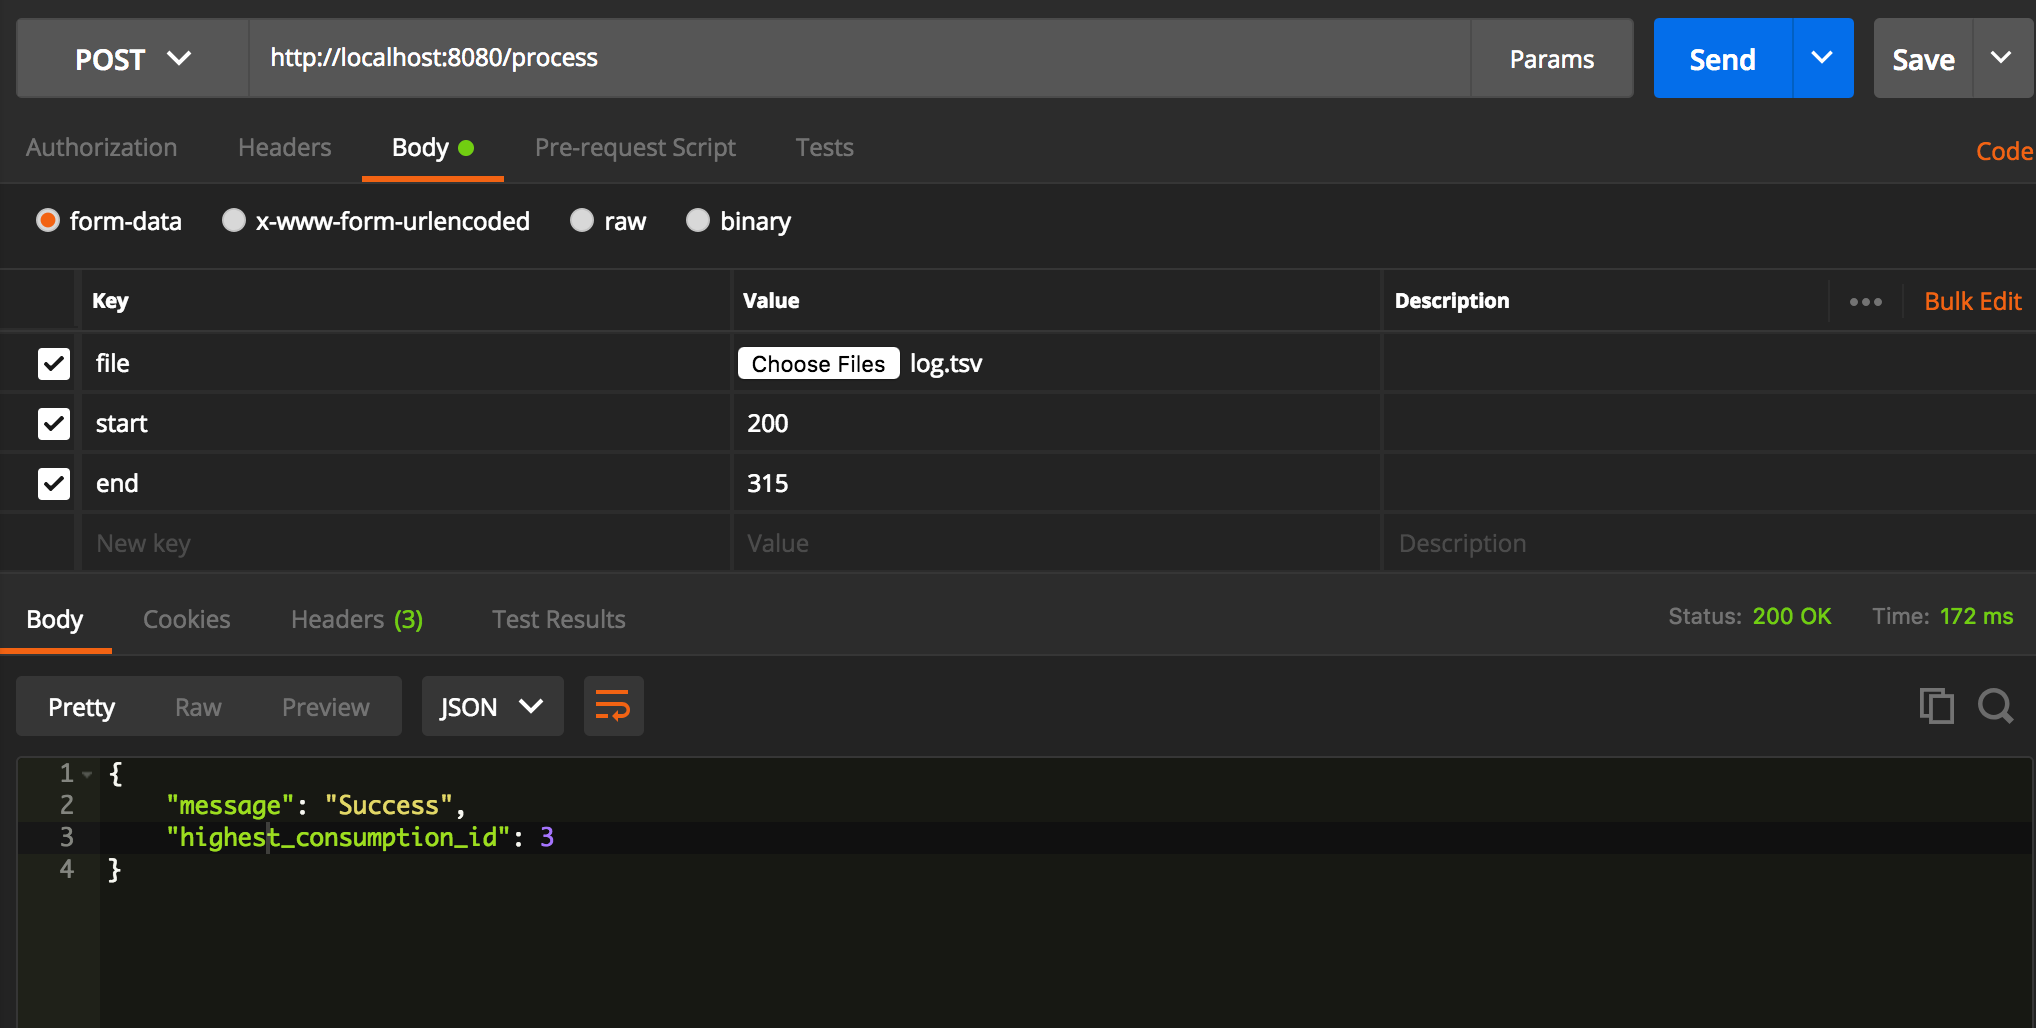 POST http://localhost:8080/process Params Send Save
Authorization Headers Body Pre-request Script Tests Code
form-data x-www-form-urlencoded raw binary
Key Value Description ••• Bulk Edit
file Choose Files log.tsv
start 200
end 315
New key Value Description
Body Cookies Headers (3) Test Results Status: 200 OK Time: 172 ms
Pretty Raw Preview JSON
1 {
2 "message": "Success",
3 "highest_consumption_id": 3
4 }